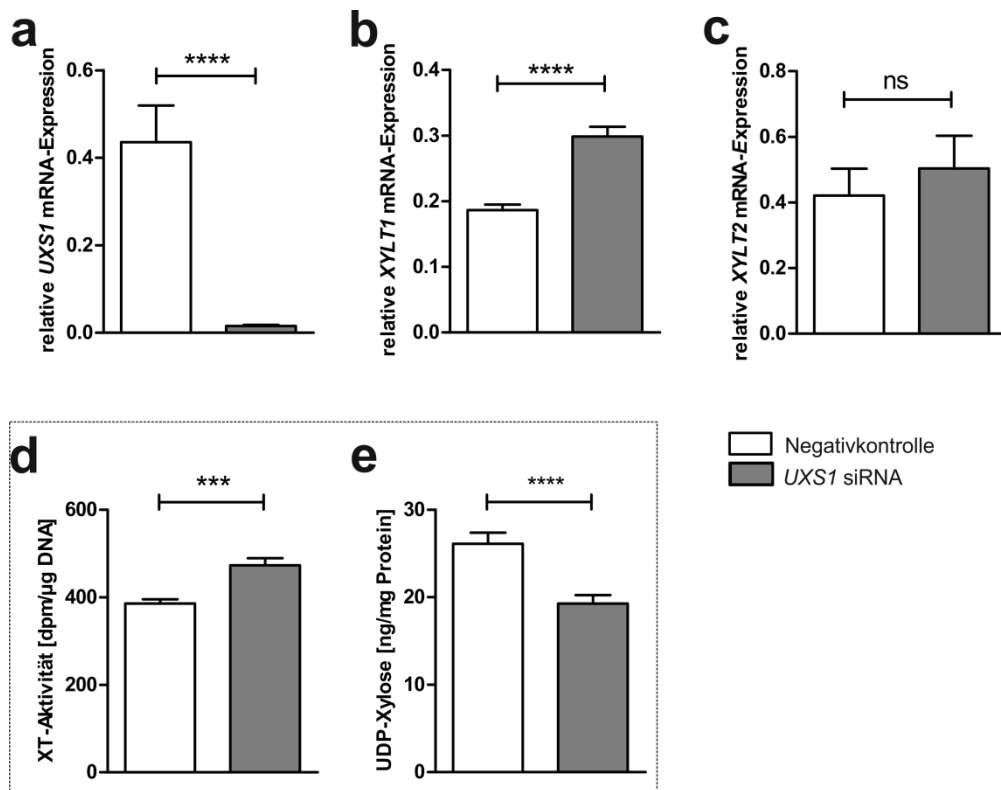 a
****
relative UXS1 mRNA-Expression
0.6
0.4
0.2
0.0
b
****
relative XYLT1 mRNA-Expression
0.4
0.3
0.2
0.1
0.0
c
ns
relative XYLT2 mRNA-Expression
0.8
0.6
0.4
0.2
0.0
d
***
XT-Aktivität [dpm/µg DNA]
600
400
200
0
e
****
UDP-Xylose [ng/mg Protein]
30
20
10
0
Negativkontrolle
UXS1 siRNA